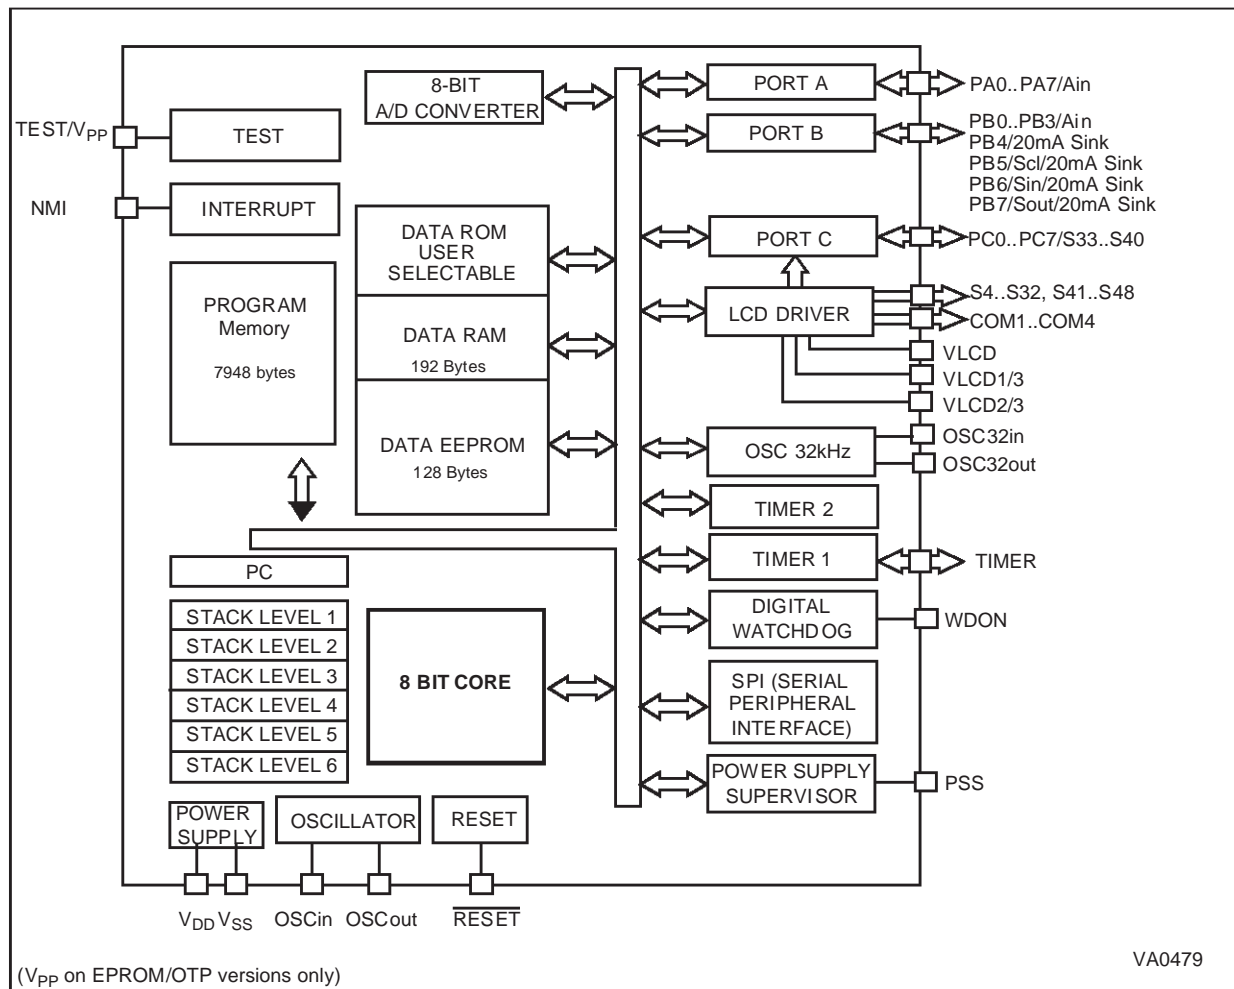 8-BIT
A/D CONVERTER
PORT A
PA0..PA7/Ain
TEST/VPP
TEST
PORT B
PB0..PB3/Ain
PB4/20mA Sink
PB5/Scl/20mA Sink
PB6/Sin/20mA Sink
PB7/Sout/20mA Sink
NMI
INTERRUPT
DATA ROM
USER
SELECTABLE
PORT C
PC0..PC7/S33..S40
PROGRAM
Memory
7948 bytes
DATA RAM
192 Bytes
LCD DRIVER
S4..S32, S41..S48
COM1..COM4
VLCD
VLCD1/3
VLCD2/3
DATA EEPROM
128 Bytes
OSC 32kHz
OSC32in
OSC32out
TIMER 2
TIMER 1
TIMER
PC
STACK LEVEL 1
STACK LEVEL 2
STACK LEVEL 3
STACK LEVEL 4
STACK LEVEL 5
STACK LEVEL 6
8 BIT CORE
DIGITAL
WATCHDOG
WDON
SPI (SERIAL
PERIPHERAL
INTERFACE)
POWER SUPPLY
SUPERVISOR
PSS
POWER
SUPPLY
OSCILLATOR
RESET
VDD VSS
OSCin
OSCout
RESET
VA0479
(VPP on EPROM/OTP versions only)